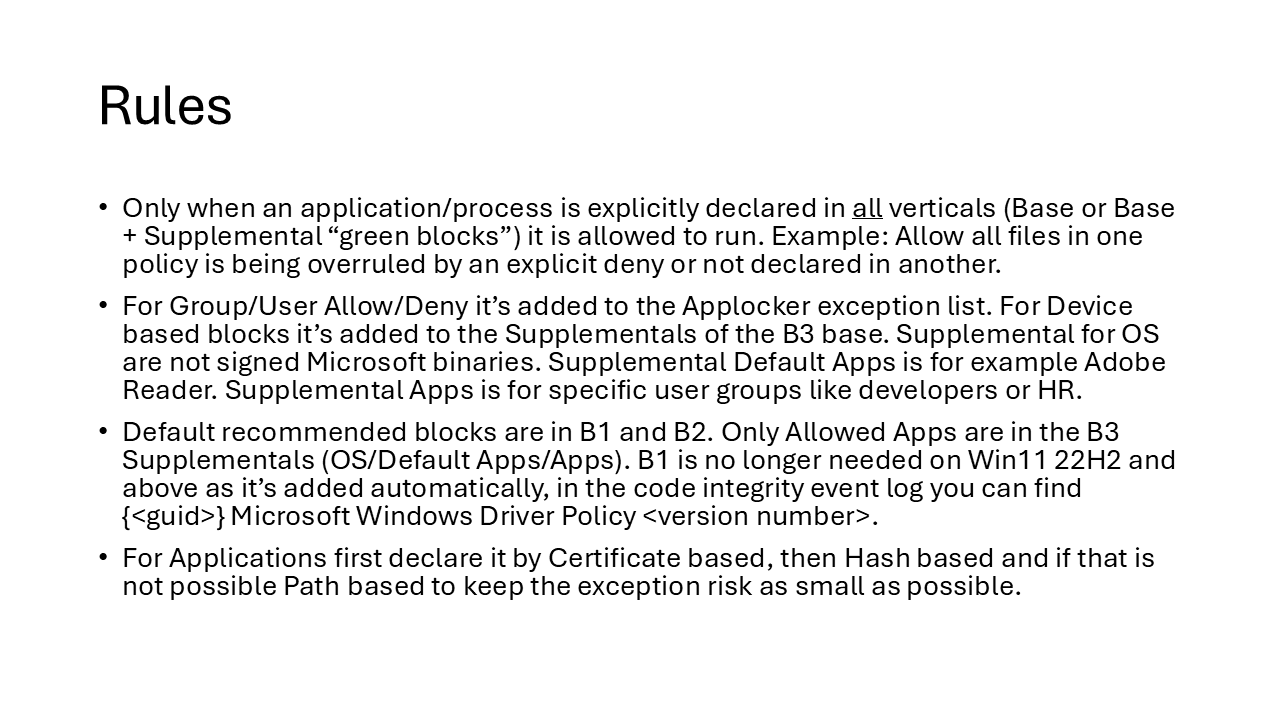 Rules
• Only when an application/process is explicitly declared in all verticals (Base or Base
+ Supplemental “green blocks”) it is allowed to run. Example: Allow all files in one
policy is being overruled by an explicit deny or not declared in another.
• For Group/User Allow/Deny it’s added to the Applocker exception list. For Device
based blocks it’s added to the Supplementals of the B3 base. Supplemental for OS
are not signed Microsoft binaries. Supplemental Default Apps is for example Adobe
Reader. Supplemental Apps is for specific user groups like developers or HR.
• Default recommended blocks are in B1 and B2. Only Allowed Apps are in the B3
Supplementals (OS/Default Apps/Apps). B1 is no longer needed on Win11 22H2 and
above as it’s added automatically, in the code integrity event log you can find
{<guid>} Microsoft Windows Driver Policy <version number>.
• For Applications first declare it by Certificate based, then Hash based and if that is
not possible Path based to keep the exception risk as small as possible.